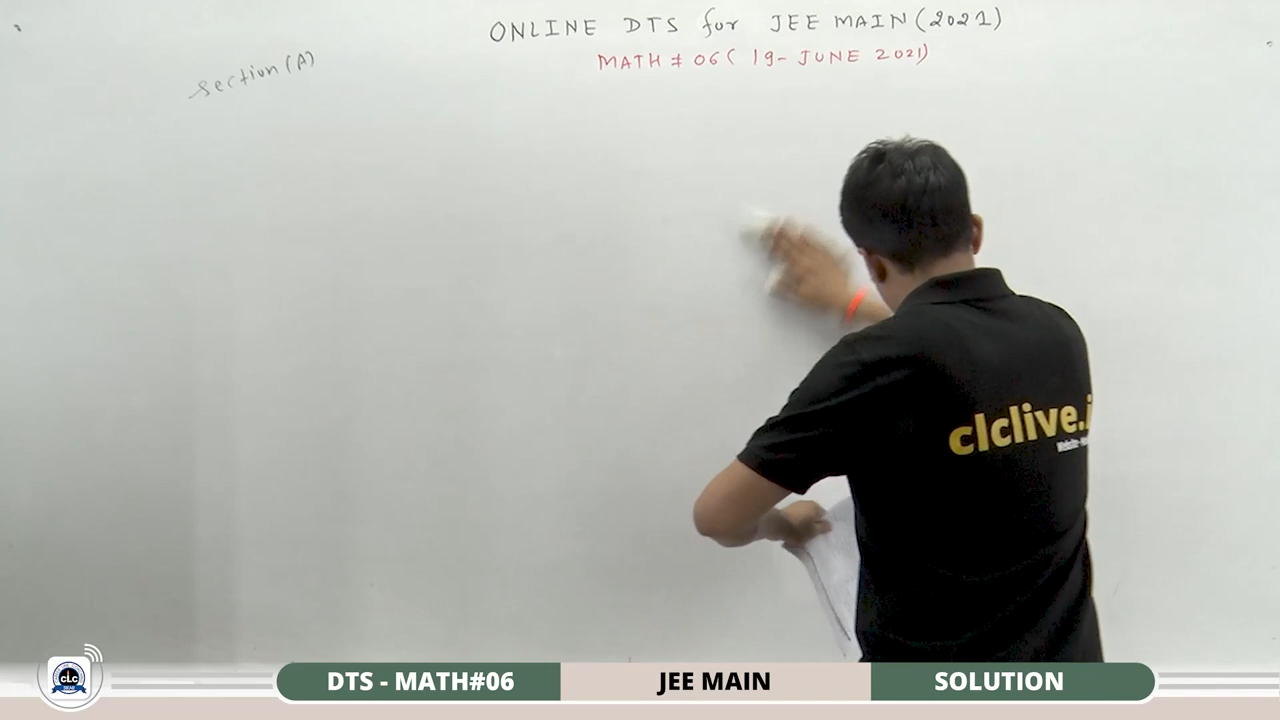 ONLINE DTS for JEE MAIN (2021)
MATH # 06 ( 19- JUNE 2021)
section (A)
clclive.i
CLC
DTS - MATH#06
JEE MAIN
SOLUTION